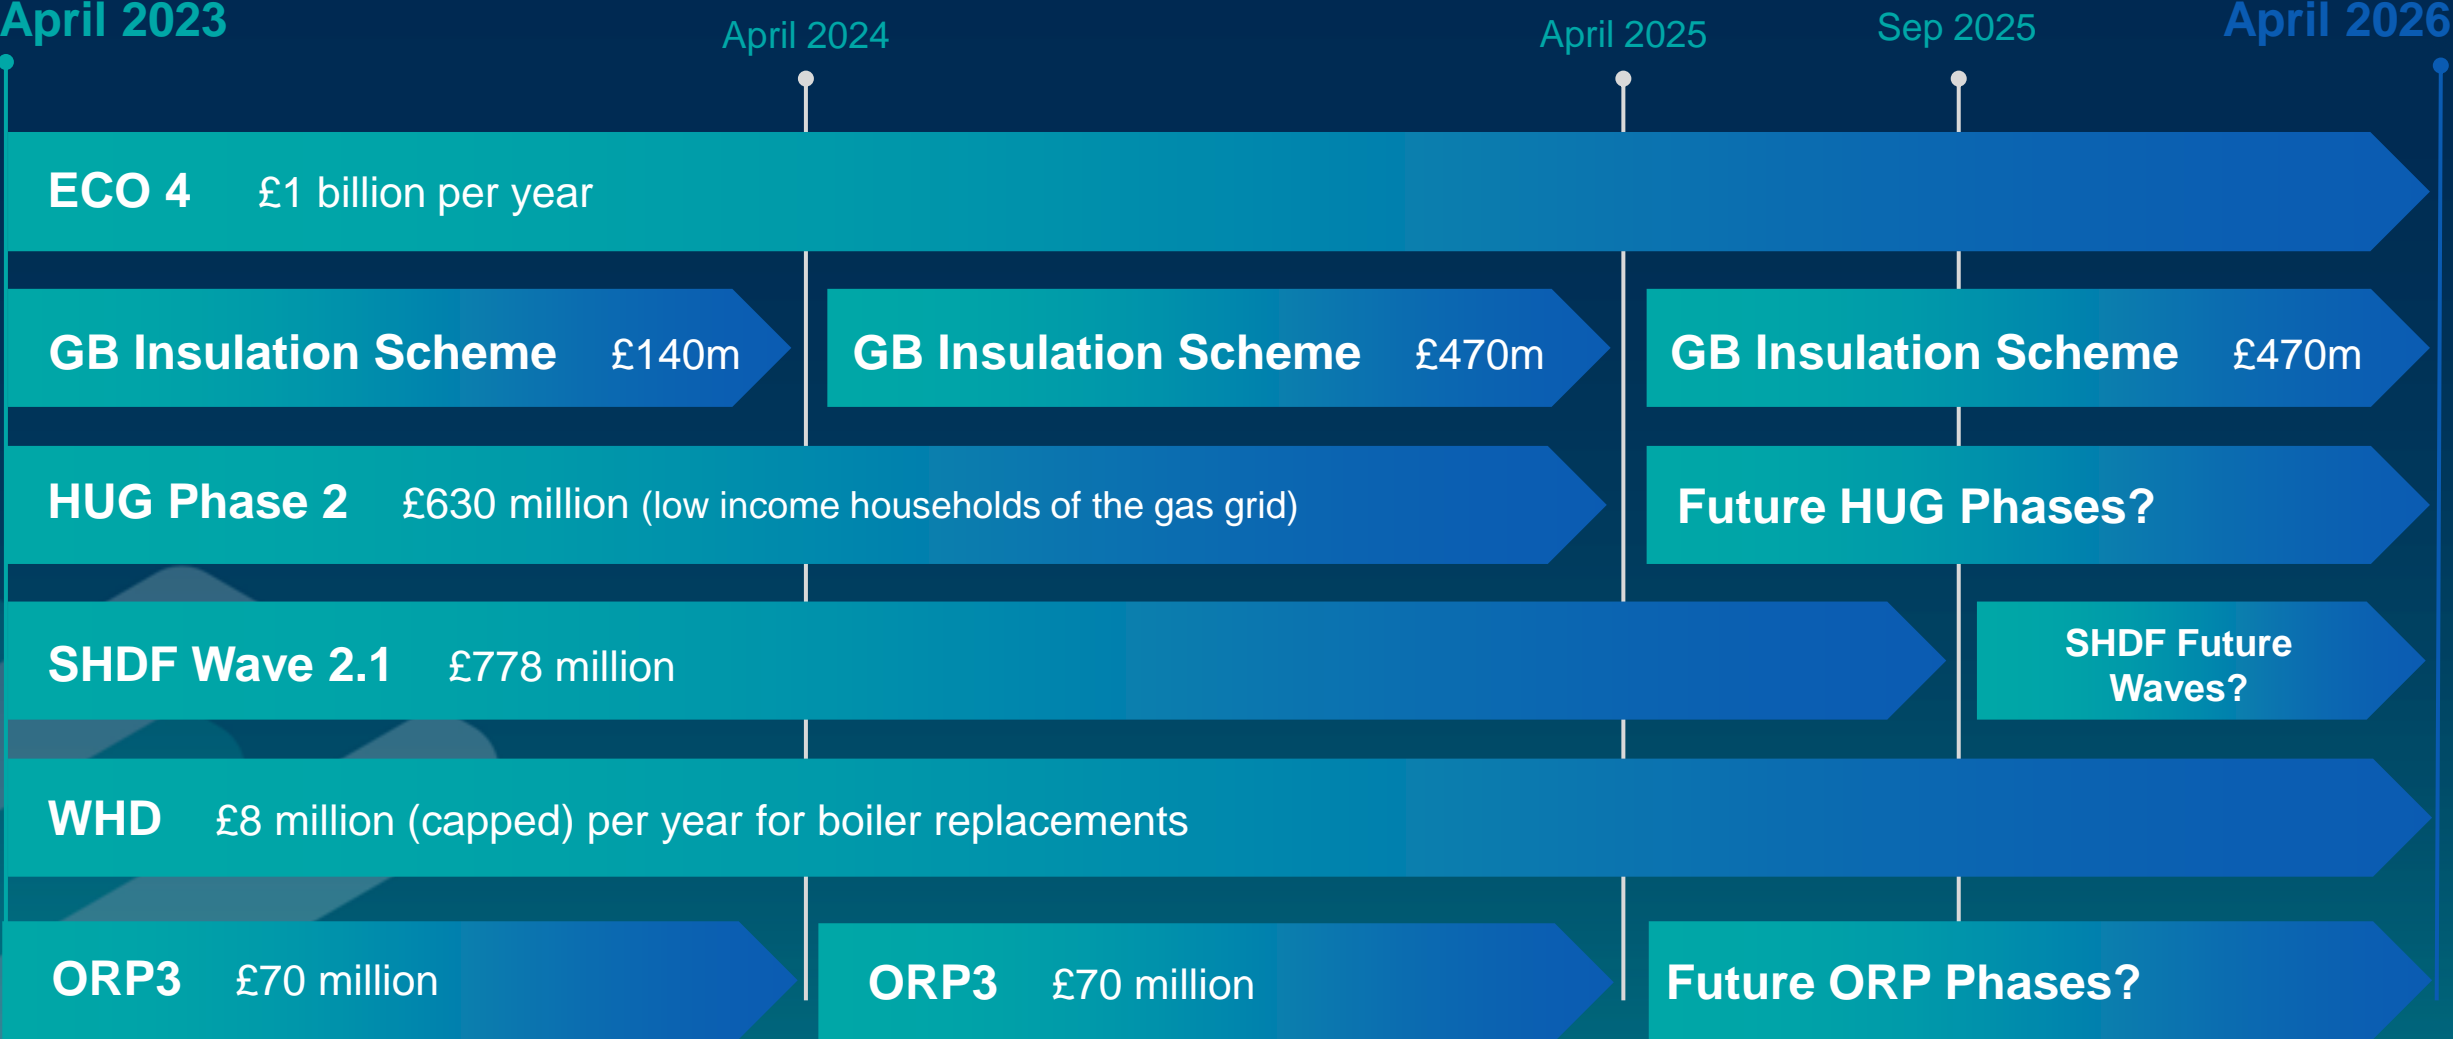 April 2023
April 2024
April 2025
Sep 2025
April 2026
ECO 4 £1 billion per year
GB Insulation Scheme £140m
GB Insulation Scheme £470m
GB Insulation Scheme £470m
HUG Phase 2 £630 million (low income households of the gas grid)
Future HUG Phases?
SHDF Wave 2.1 £778 million
SHDF Future
Waves?
WHD £8 million (capped) per year for boiler replacements
ORP3 £70 million
ORP3 £70 million
Future ORP Phases?